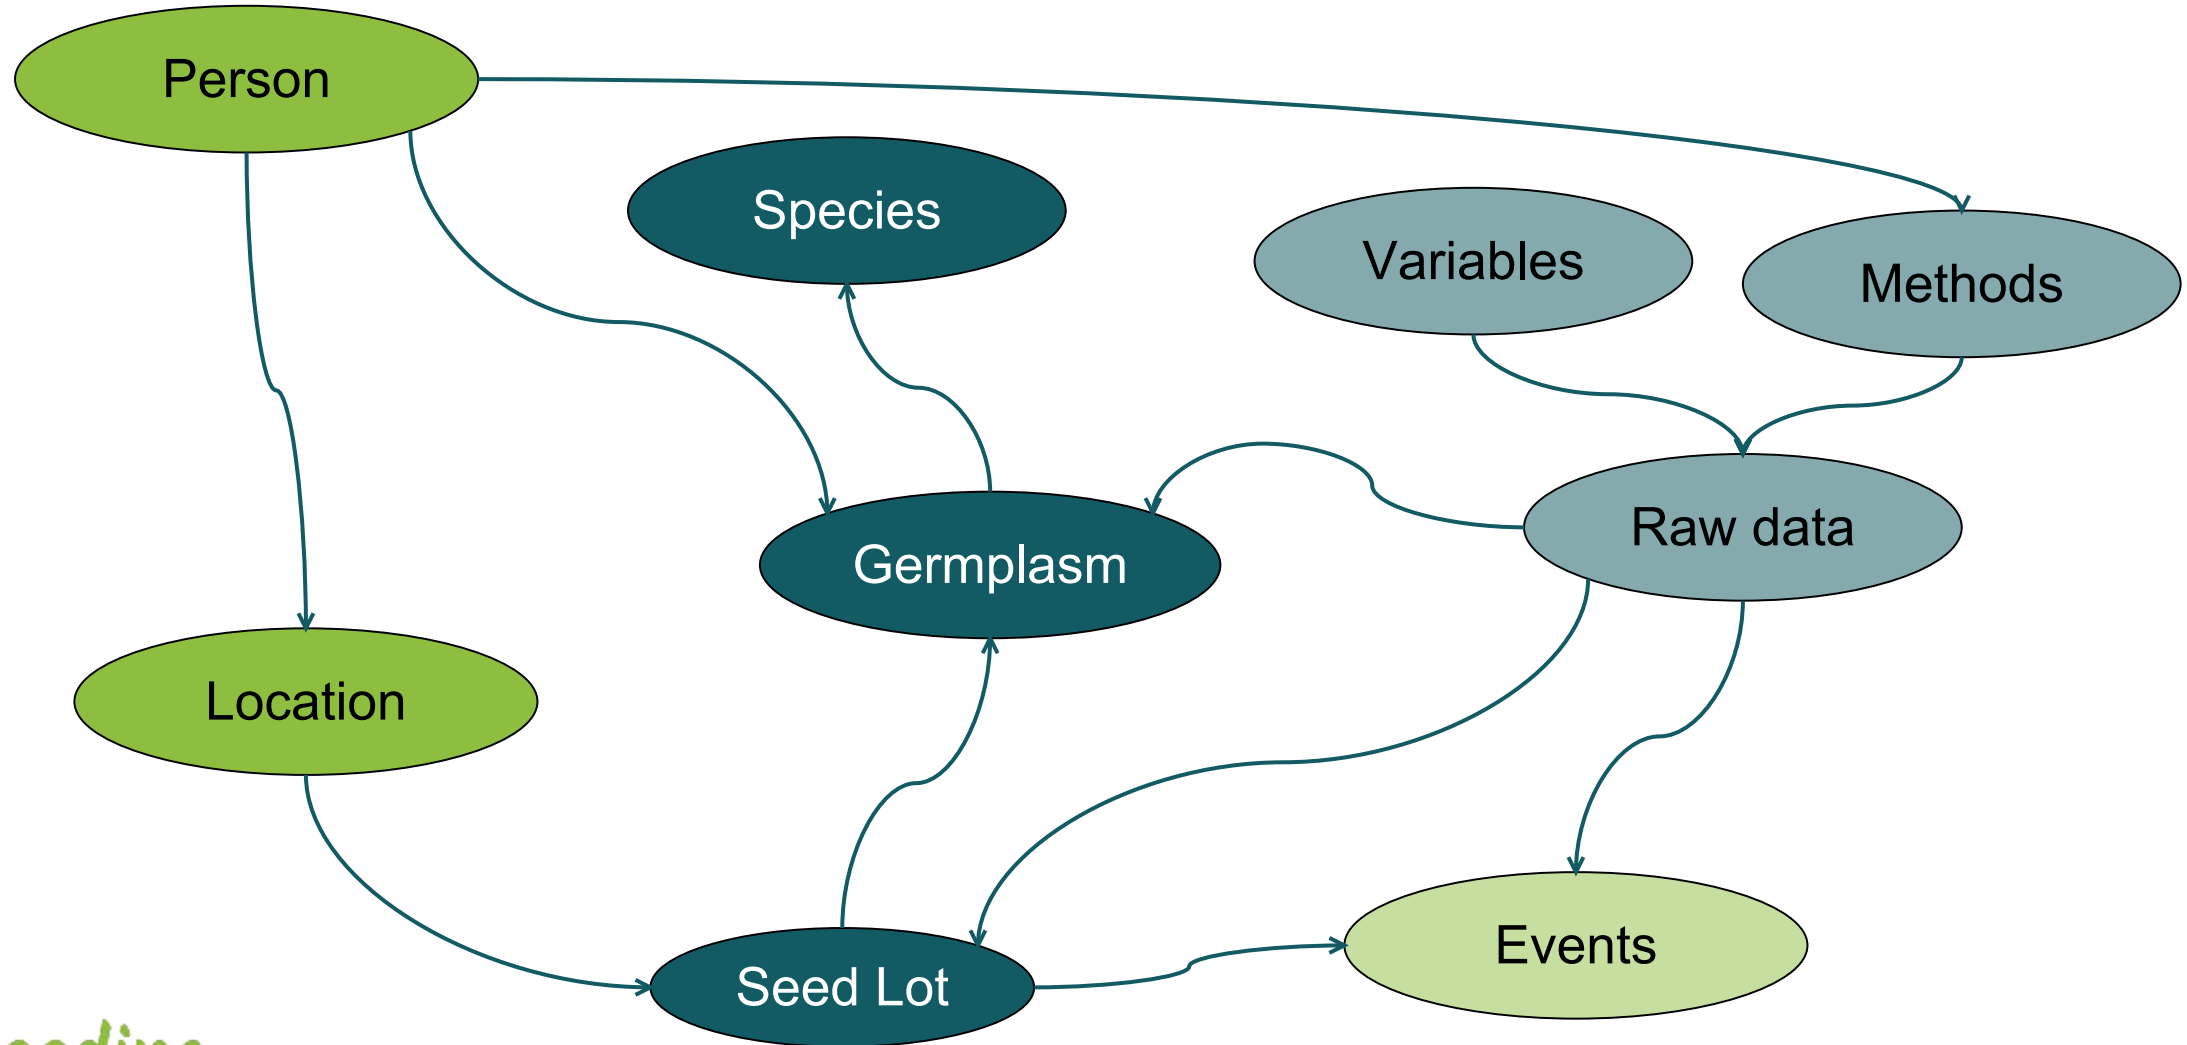 Person
Species
Variables
Methods
Raw data
Germplasm
Location
Events
Seed Lot